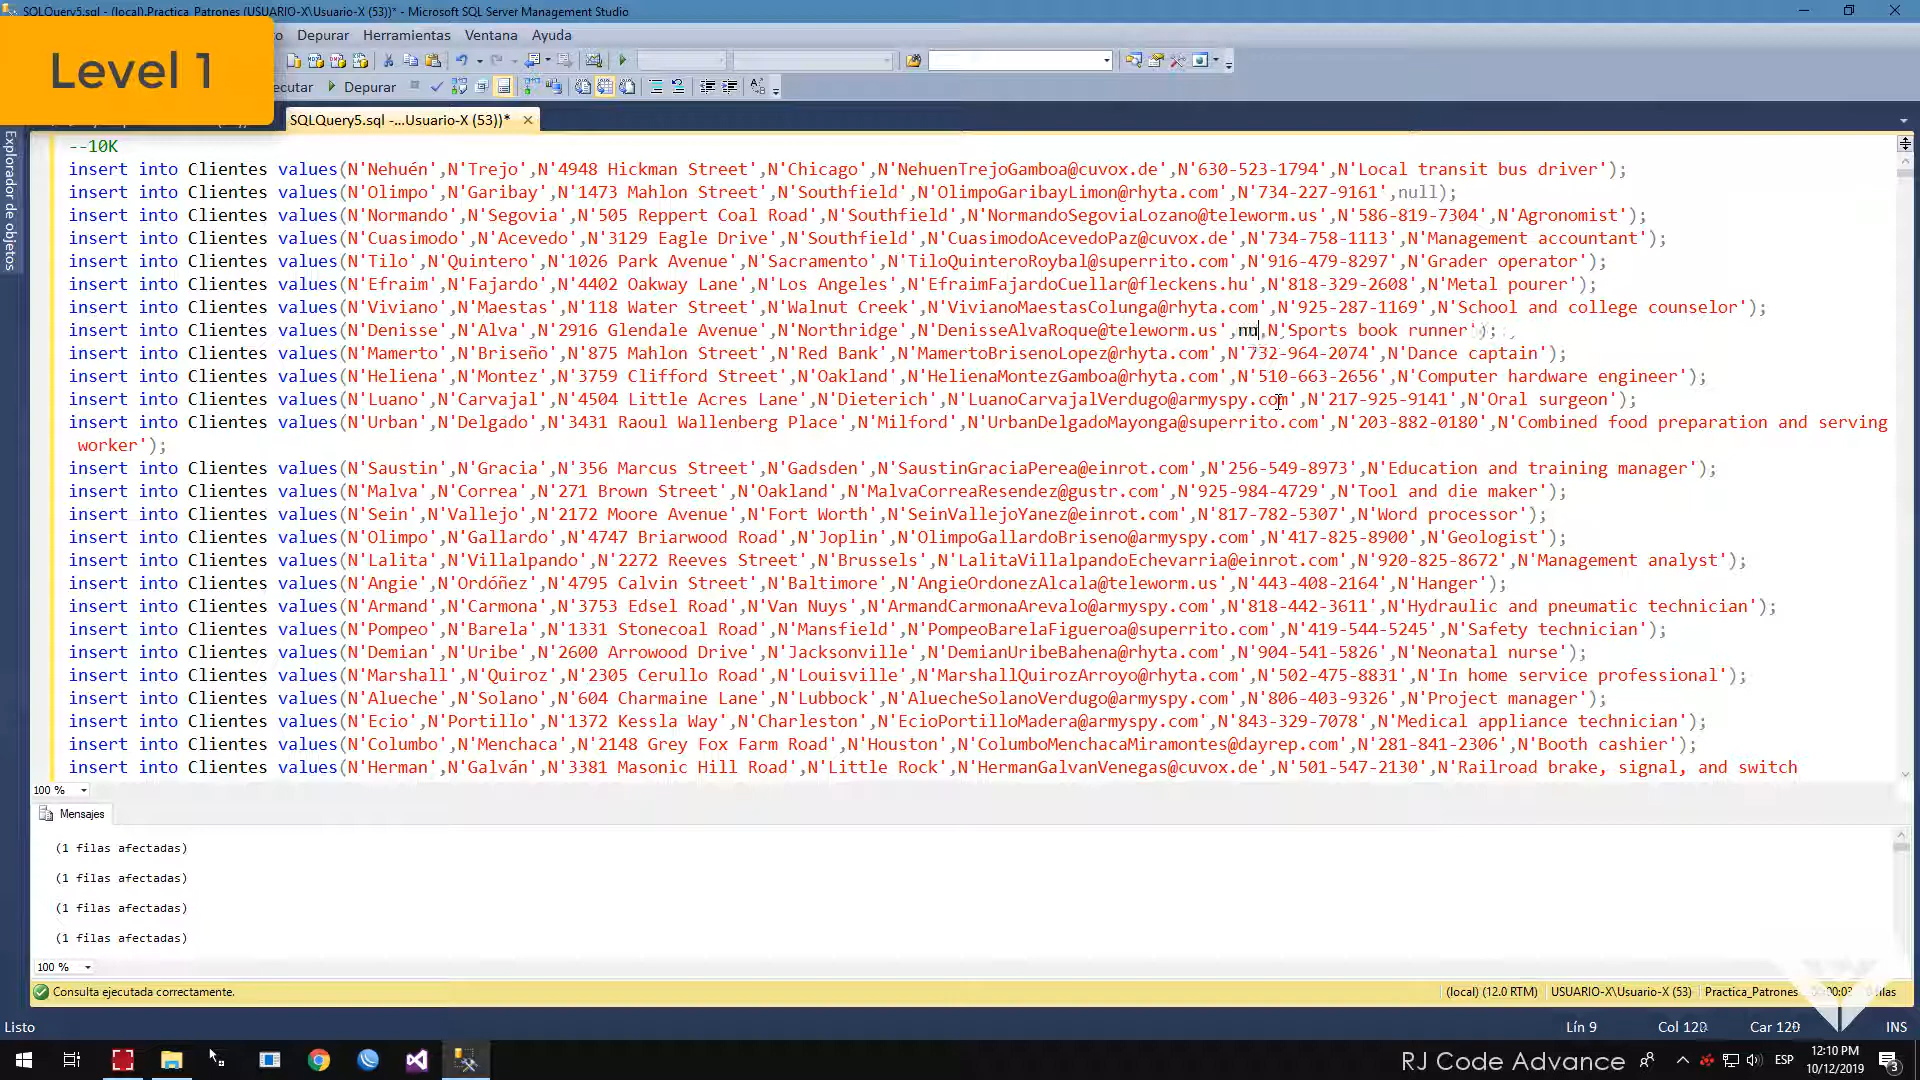 SQLQuery5.sql - (local).Practica_Patrones (USUARIO-X\Usuario-X (53))* - Microsoft SQL Server Management Studio
Level 1
Depurar Herramientas Ventana Ayuda
ecutar Depurar
SQLQuery5.sql -...Usuario-X (53))*
Explorador de objetos
--10K
insert into Clientes values(N'Nehuén',N'Trejo',N'4948 Hickman Street',N'Chicago',N'NehuenTrejoGamboa@cuvox.de',N'630-523-1794',N'Local transit bus driver');
insert into Clientes values(N'Olimpo',N'Garibay',N'1473 Mahlon Street',N'Southfield',N'OlimpoGaribayLimon@rhyta.com',N'734-227-9161',null);
insert into Clientes values(N'Normando',N'Segovia',N'505 Reppert Coal Road',N'Southfield',N'NormandoSegoviaLozano@teleworm.us',N'586-819-7304',N'Agronomist');
insert into Clientes values(N'Cuasimodo',N'Acevedo',N'3129 Eagle Drive',N'Southfield',N'CuasimodoAcevedoPaz@cuvox.de',N'734-758-1113',N'Management accountant');
insert into Clientes values(N'Tilo',N'Quintero',N'1026 Park Avenue',N'Sacramento',N'TiloQuinteroRoybal@superrito.com',N'916-479-8297',N'Grader operator');
insert into Clientes values(N'Efraim',N'Fajardo',N'4402 Oakway Lane',N'Los Angeles',N'EfraimFajardoCuellar@fleckens.hu',N'818-329-2608',N'Metal pourer');
insert into Clientes values(N'Viviano',N'Maestas',N'118 Water Street',N'Walnut Creek',N'VivianoMaestasColunga@rhyta.com',N'925-287-1169',N'School and college counselor');
insert into Clientes values(N'Denisse',N'Alva',N'2916 Glendale Avenue',N'Northridge',N'DenisseAlvaRoque@teleworm.us',nu,N'Sports book runner');
insert into Clientes values(N'Mamerto',N'Briseño',N'875 Mahlon Street',N'Red Bank',N'MamertoBrisenoLopez@rhyta.com',N'732-964-2074',N'Dance captain');
insert into Clientes values(N'Heliena',N'Montez',N'3759 Clifford Street',N'Oakland',N'HelienaMontezGamboa@rhyta.com',N'510-663-2656',N'Computer hardware engineer');
insert into Clientes values(N'Luano',N'Carvajal',N'4504 Little Acres Lane',N'Dieterich',N'LuanoCarvajalVerdugo@armyspy.com',N'217-925-9141',N'Oral surgeon');
insert into Clientes values(N'Urban',N'Delgado',N'3431 Raoul Wallenberg Place',N'Milford',N'UrbanDelgadoMayonga@superrito.com',N'203-882-0180',N'Combined food preparation and serving
worker');
insert into Clientes values(N'Saustin',N'Gracia',N'356 Marcus Street',N'Gadsden',N'SaustinGraciaPerea@einrot.com',N'256-549-8973',N'Education and training manager');
insert into Clientes values(N'Malva',N'Correa',N'271 Brown Street',N'Oakland',N'MalvaCorreaResendez@gustr.com',N'925-984-4729',N'Tool and die maker');
insert into Clientes values(N'Sein',N'Vallejo',N'2172 Moore Avenue',N'Fort Worth',N'SeinVallejoYanez@einrot.com',N'817-782-5307',N'Word processor');
insert into Clientes values(N'Olimpo',N'Gallardo',N'4747 Briarwood Road',N'Joplin',N'OlimpoGallardoBriseno@armyspy.com',N'417-825-8900',N'Geologist');
insert into Clientes values(N'Lalita',N'Villalpando',N'2272 Reeves Street',N'Brussels',N'LalitaVillalpandoEchevarria@einrot.com',N'920-825-8672',N'Management analyst');
insert into Clientes values(N'Angie',N'Ordóñez',N'4795 Calvin Street',N'Baltimore',N'AngieOrdonezAlcala@teleworm.us',N'443-408-2164',N'Hanger');
insert into Clientes values(N'Armand',N'Carmona',N'3753 Edsel Road',N'Van Nuys',N'ArmandCarmonaArevalo@armyspy.com',N'818-442-3611',N'Hydraulic and pneumatic technician');
insert into Clientes values(N'Pompeo',N'Barela',N'1331 Stonecoal Road',N'Mansfield',N'PompeoBarelaFigueroa@superrito.com',N'419-544-5245',N'Safety technician');
insert into Clientes values(N'Demian',N'Uribe',N'2600 Arrowood Drive',N'Jacksonville',N'DemianUribeBahena@rhyta.com',N'904-541-5826',N'Neonatal nurse');
insert into Clientes values(N'Marshall',N'Quiroz',N'2305 Cerullo Road',N'Louisville',N'MarshallQuirozArroyo@rhyta.com',N'502-475-8831',N'In home service professional');
insert into Clientes values(N'Alueche',N'Solano',N'604 Charmaine Lane',N'Lubbock',N'AluecheSolanoVerdugo@armyspy.com',N'806-403-9326',N'Project manager');
insert into Clientes values(N'Ecio',N'Portillo',N'1372 Kessla Way',N'Charleston',N'EcioPortilloMadera@armyspy.com',N'843-329-7078',N'Medical appliance technician');
insert into Clientes values(N'Columbo',N'Menchaca',N'2148 Grey Fox Farm Road',N'Houston',N'ColumboMenchacaMiramontes@dayrep.com',N'281-841-2306',N'Booth cashier');
insert into Clientes values(N'Herman',N'Galván',N'3381 Masonic Hill Road',N'Little Rock',N'HermanGalvanVenegas@cuvox.de',N'501-547-2130',N'Railroad brake, signal, and switch
100 %
Mensajes
(1 filas afectadas)
(1 filas afectadas)
(1 filas afectadas)
(1 filas afectadas)
100 %
Consulta ejecutada correctamente. (local) (12.0 RTM) USUARIO-X\Usuario-X (53) Practica_Patrones
Listo Lín 9 Col 120 Car 120 INS
RJ Code Advance ESP 12:10 PM
10/12/2019 3